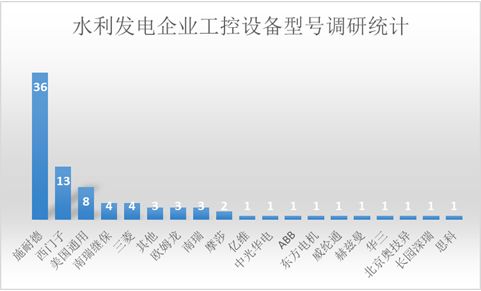 水利发电企业工控设备型号调研统计
36
13
8
4
4
3
3
3
2
1
1
1
1
1
1
1
1
1
1
施耐德
西门子
美国通用
南瑞继保
三菱
其他
欧姆龙
南瑞
摩莎
亿维
中光华电
ABB
东方电机
威纶通
赫兹曼
华三
北京奥技异
长园深瑞
思科